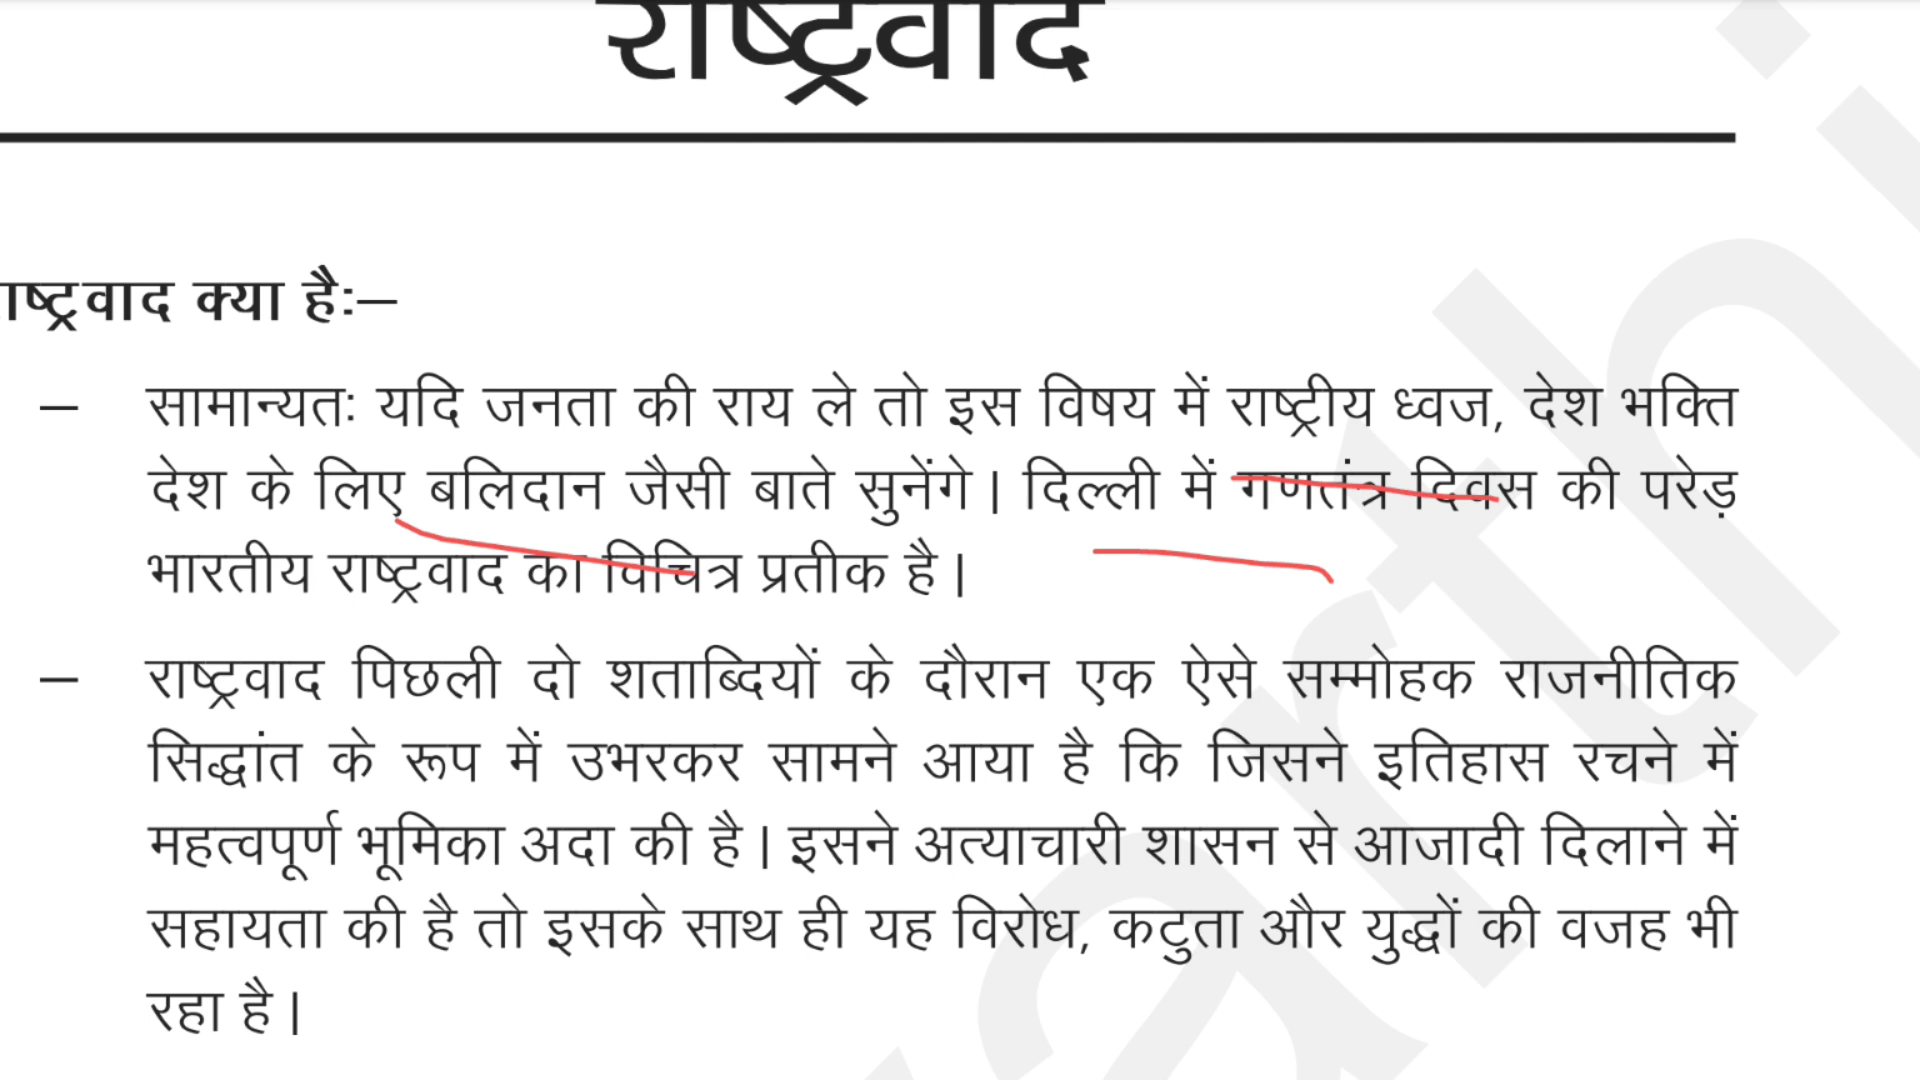 राष्ट्रवाद
राष्ट्रवाद क्या है:–
– सामान्यतः यदि जनता की राय ले तो इस विषय में राष्ट्रीय ध्वज, देश भक्ति
देश के लिए बलिदान जैसी बाते सुनेंगे। दिल्ली में गणतंत्र दिवस की परेड़
भारतीय राष्ट्रवाद का विचित्र प्रतीक है।
– राष्ट्रवाद पिछली दो शताब्दियों के दौरान एक ऐसे सम्मोहक राजनीतिक
सिद्धांत के रूप में उभरकर सामने आया है कि जिसने इतिहास रचने में
महत्वपूर्ण भूमिका अदा की है। इसने अत्याचारी शासन से आजादी दिलाने में
सहायता की है तो इसके साथ ही यह विरोध, कटुता और युद्धों की वजह भी
रहा है।